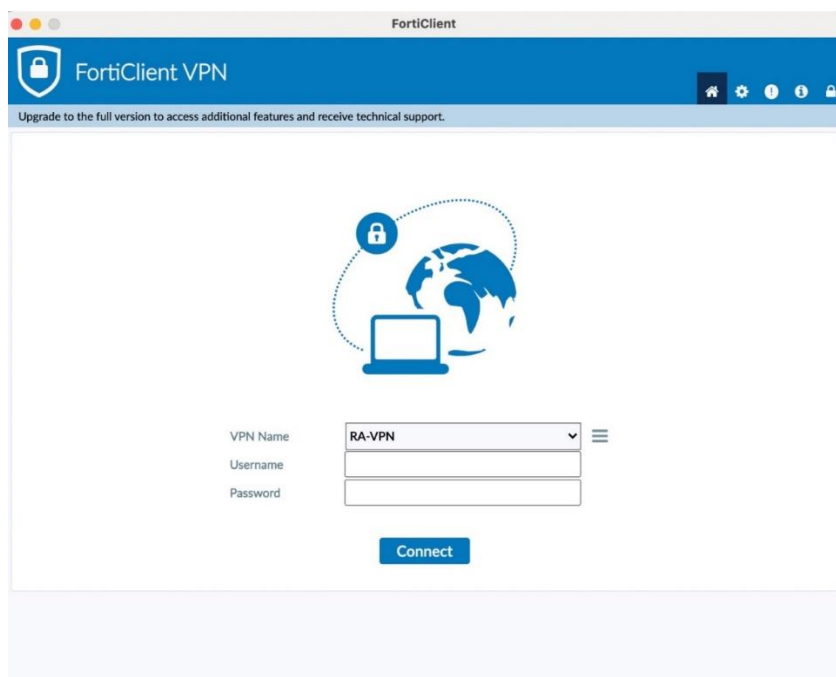 FortiClient
FortiClient VPN
Upgrade to the full version to access additional features and receive technical support.
VPN Name
RA-VPN
Username
Password
Connect